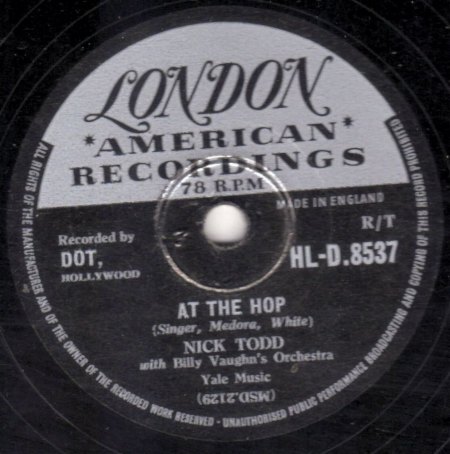 LONDON
*AMERICAN*
RECORDINGS
78 R.P.M
MADE IN ENGLAND
R/T
Recorded by
DOT,
HOLLYWOOD
HL-D.8537
AT THE HOP
(Singer, Medora, White)
NICK TODD
with Billy Vaughn's Orchestra
Yale Music
(MSD.21129)
ALL RIGHTS OF THE MANUFACTURERS AND OF THE OWNER OF THE RECORDED WORK RESERVED - UNAUTHORISED PUBLIC PERFORMANCE BROADCASTING AND COPYING OF THIS RECORD PROHIBITED